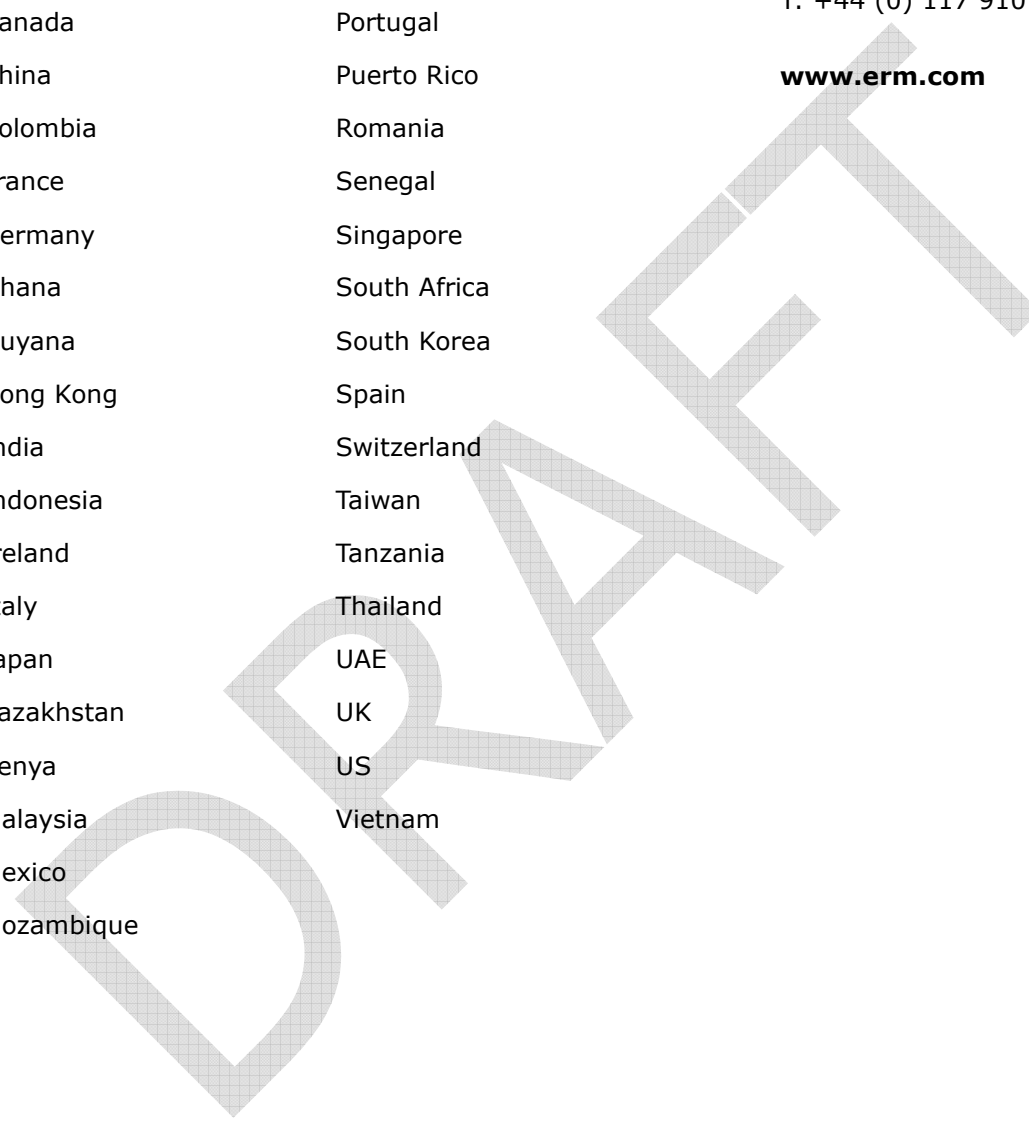 anada
hina
olombia
rance
ermany
hana
uyana
ong Kong
ndia
ndonesia
reland
aly
apan
azakhstan
enya
alaysia
exico
ozambique
Portugal
Puerto Rico
Romania
Senegal
Singapore
South Africa
South Korea
Spain
Switzerland
Taiwan
Tanzania
Thailand
UAE
UK
US
Vietnam
T: +44 (0) 117 910
www.erm.com
DRAFT